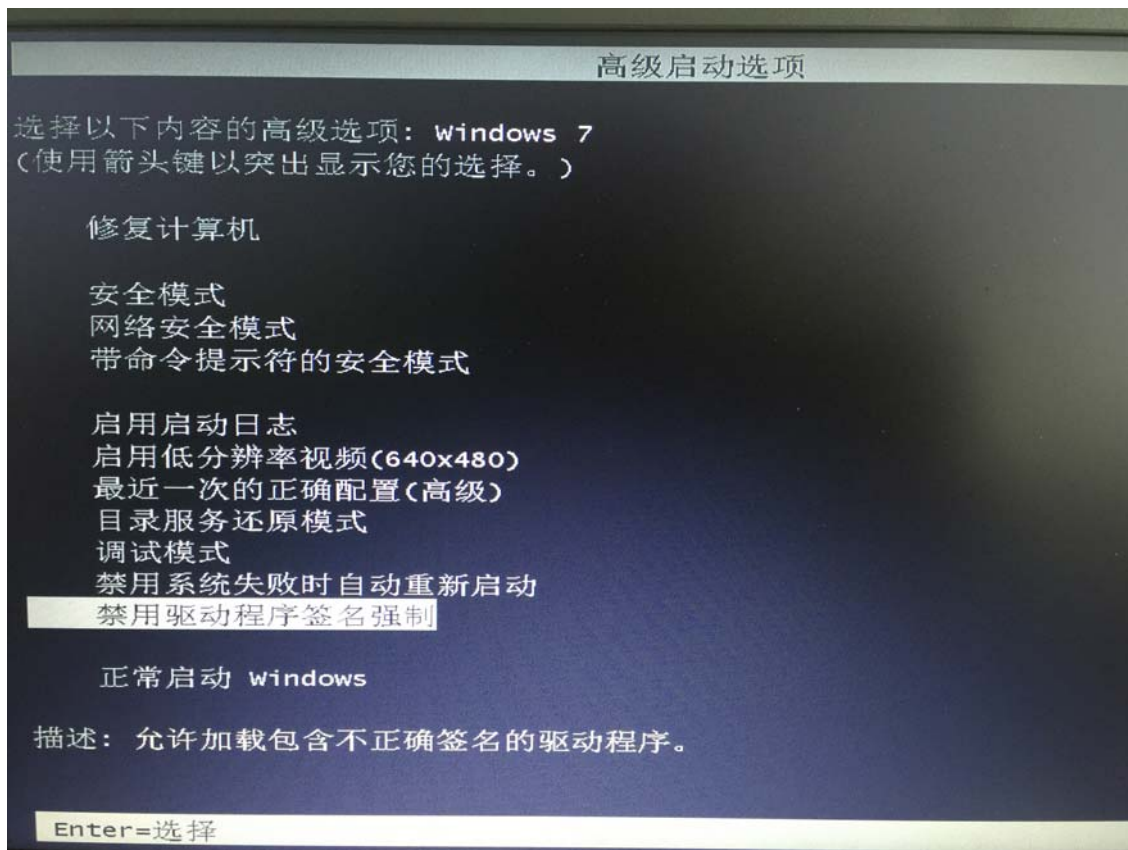 高级启动选项
选择以下内容的高级选项: Windows 7
(使用箭头键以突出显示您的选择。)
修复计算机
安全模式
网络安全模式
带命令提示符的安全模式
启用启动日志
启用低分辨率视频(640x480)
最近一次的正确配置(高级)
目录服务还原模式
调试模式
禁用系统失败时自动重新启动
禁用驱动程序签名强制
正常启动 Windows
描述: 允许加载包含不正确签名的驱动程序。
Enter=选择